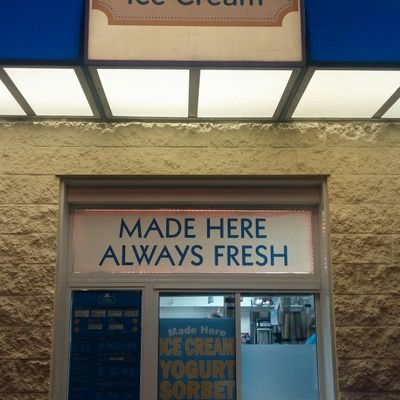 Ice Cream
MADE HERE
ALWAYS FRESH
Made Here
ICE CREAM
YOGURT
SORBET